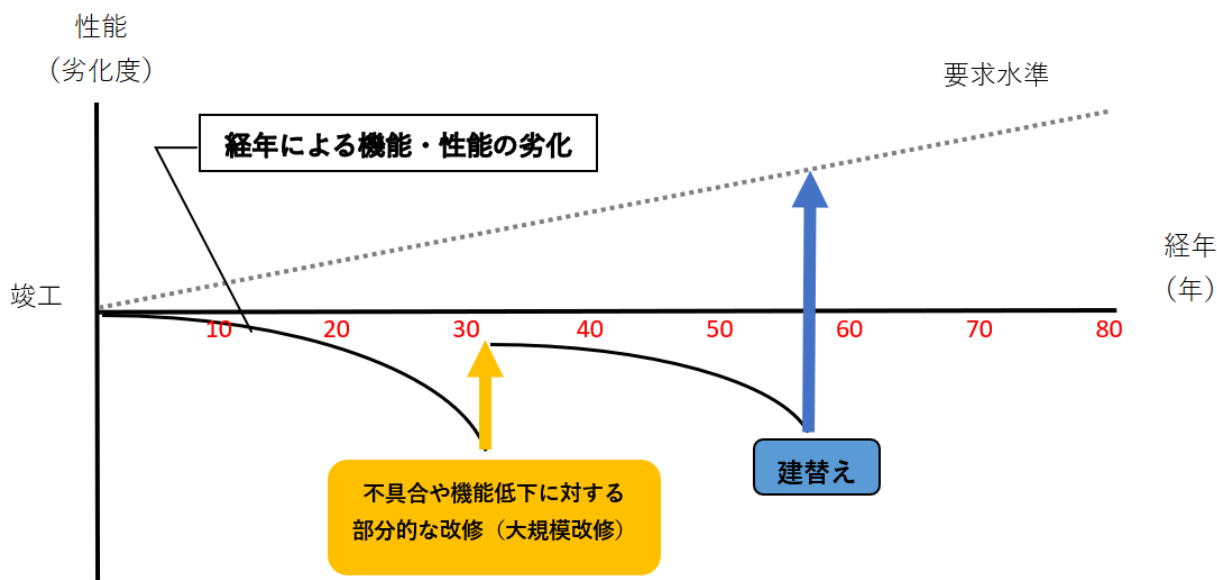 性能
（劣化度）
要求水準
経年による機能・性能の劣化
経年
（年）
竣工
10 20 30 40 50 60 70 80
不具合や機能低下に対する
部分的な改修（大規模改修）
建替え